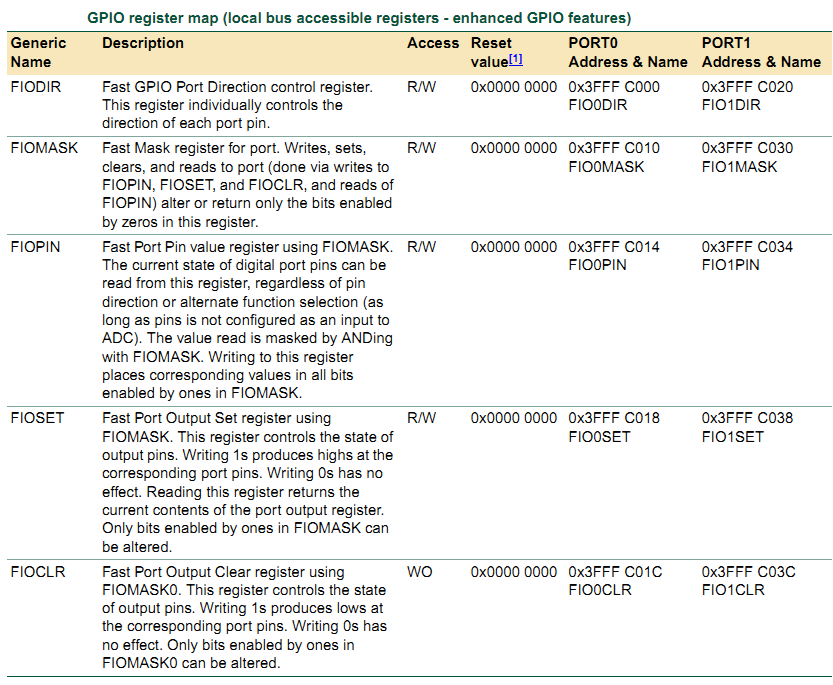 GPIO register map (local bus accessible registers - enhanced GPIO features)
Generic Name Description Access Reset value[1] PORT0 Address & Name PORT1 Address & Name
FIODIR Fast GPIO Port Direction control register. R/W 0x0000 0000 0x3FFF C000 0x3FFF C020
This register individually controls the FIO0DIR FIO1DIR
direction of each port pin.
FIOMASK Fast Mask register for port. Writes, sets, R/W 0x0000 0000 0x3FFF C010 0x3FFF C030
clears, and reads to port (done via writes to FIO0MASK FIO1MASK
FIOPIN, FIOSET, and FIOCLR, and reads of
FIOPIN) alter or return only the bits enabled
by zeros in this register.
FIOPIN Fast Port Pin value register using FIOMASK. R/W 0x0000 0000 0x3FFF C014 0x3FFF C034
The current state of digital port pins can be FIO0PIN FIO1PIN
read from this register, regardless of pin
direction or alternate function selection (as
long as pins is not configured as an input to
ADC). The value read is masked by ANDing
with FIOMASK. Writing to this register
places corresponding values in all bits
enabled by ones in FIOMASK.
FIOSET Fast Port Output Set register using R/W 0x0000 0000 0x3FFF C018 0x3FFF C038
FIOMASK. This register controls the state of FIO0SET FIO1SET
output pins. Writing 1s produces highs at the
corresponding port pins. Writing 0s has no
effect. Reading this register returns the
current contents of the port output register.
Only bits enabled by ones in FIOMASK can
be altered.
FIOCLR Fast Port Output Clear register using WO 0x0000 0000 0x3FFF C01C 0x3FFF C03C
FIOMASK0. This register controls the state FIO0CLR FIO1CLR
of output pins. Writing 1s produces lows at
the corresponding port pins. Writing 0s has
no effect. Only bits enabled by ones in
FIOMASK0 can be altered.